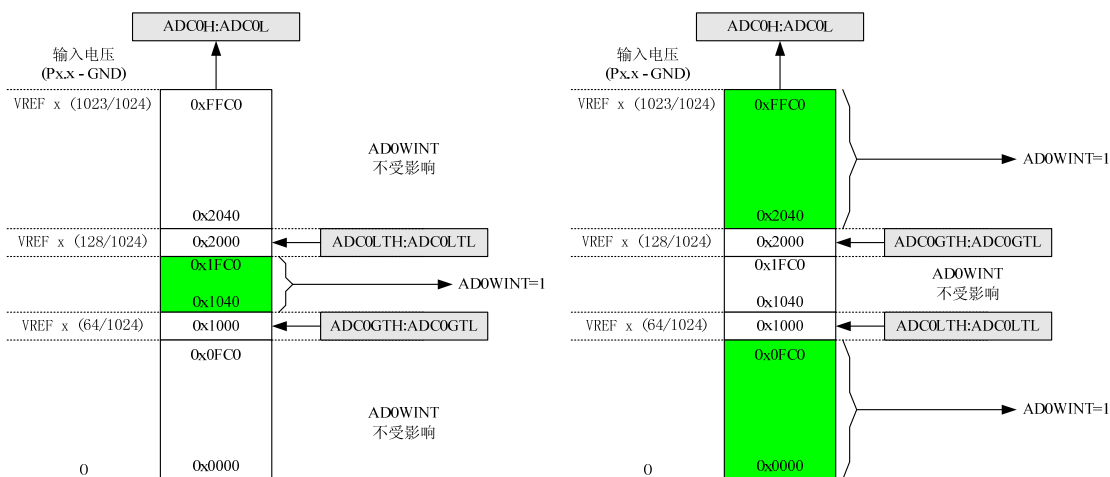 ADC0H:ADC0L
输入电压
(Px.x - GND)
VREF x (1023/1024)
0xFFC0
AD0WINT
不受影响
0x2040
VREF x (128/1024)
0x2000
ADC0LTH:ADC0LTL
0x1FC0
AD0WINT=1
0x1040
VREF x (64/1024)
0x1000
ADC0GTH:ADC0GTL
0x0FC0
AD0WINT
不受影响
0
0x0000
ADC0H:ADC0L
输入电压
(Px.x - GND)
VREF x (1023/1024)
0xFFC0
AD0WINT=1
0x2040
VREF x (128/1024)
0x2000
ADC0GTH:ADC0GTL
0x1FC0
AD0WINT
不受影响
0x1040
VREF x (64/1024)
0x1000
ADC0LTH:ADC0LTL
0x0FC0
AD0WINT=1
0
0x0000